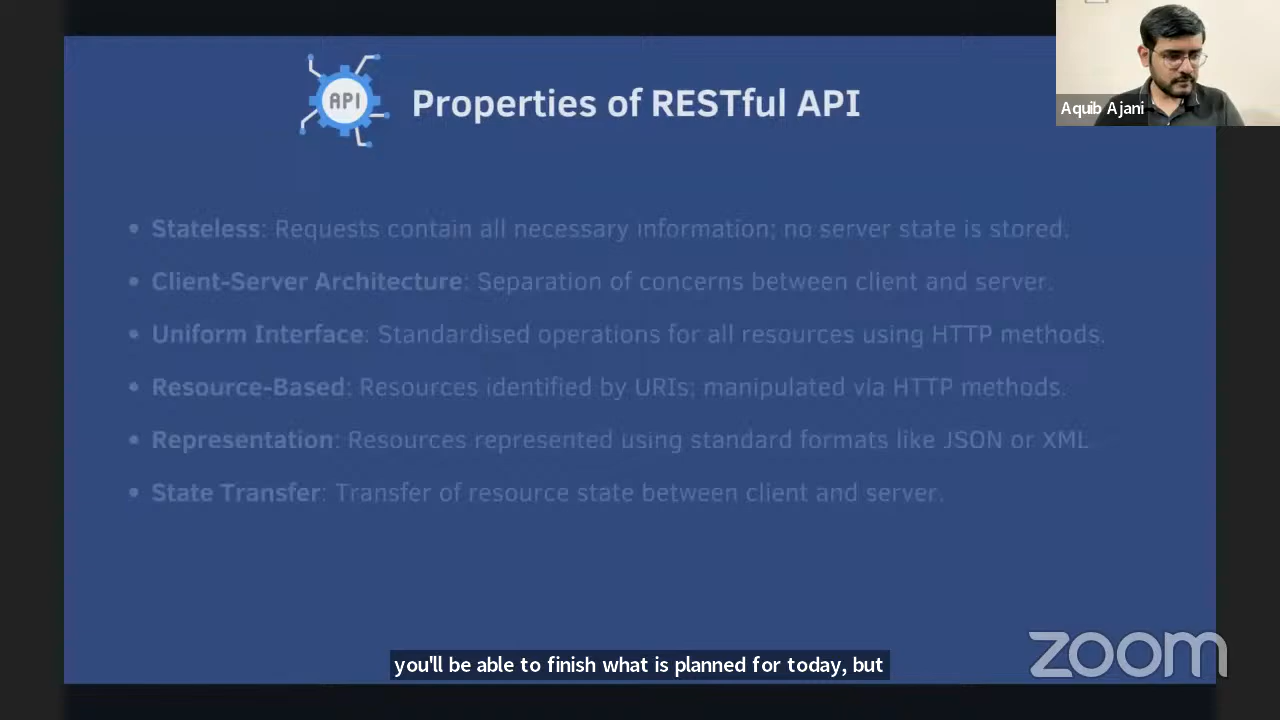 API
Properties of RESTful API
Aquib Ajani
• Stateless: Requests contain all necessary information; no server state is stored.
• Client-Server Architecture: Separation of concerns between client and server.
• Uniform Interface: Standardised operations for all resources using HTTP methods.
• Resource-Based: Resources identified by URIs; manipulated via HTTP methods.
• Representation: Resources represented using standard formats like JSON or XML
• State Transfer: Transfer of resource state between client and server.
you'll be able to finish what is planned for today, but
zoom